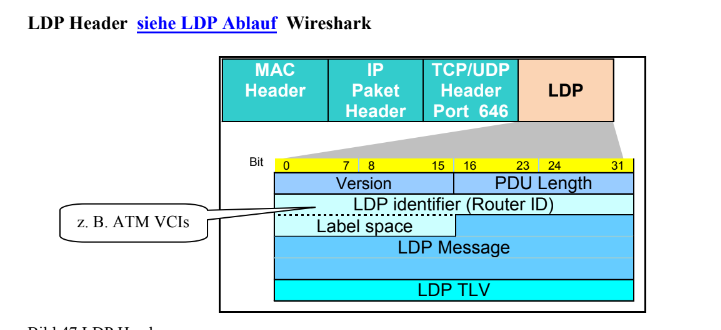 LDP Header siehe LDP Ablauf Wireshark
MAC Header
IP Paket Header
TCP/UDP Header Port 646
LDP
Bit 0 7 8 15 16 23 24 31
Version PDU Length
LDP identifier (Router ID)
z. B. ATM VCIs
Label space
LDP Message
LDP TLV